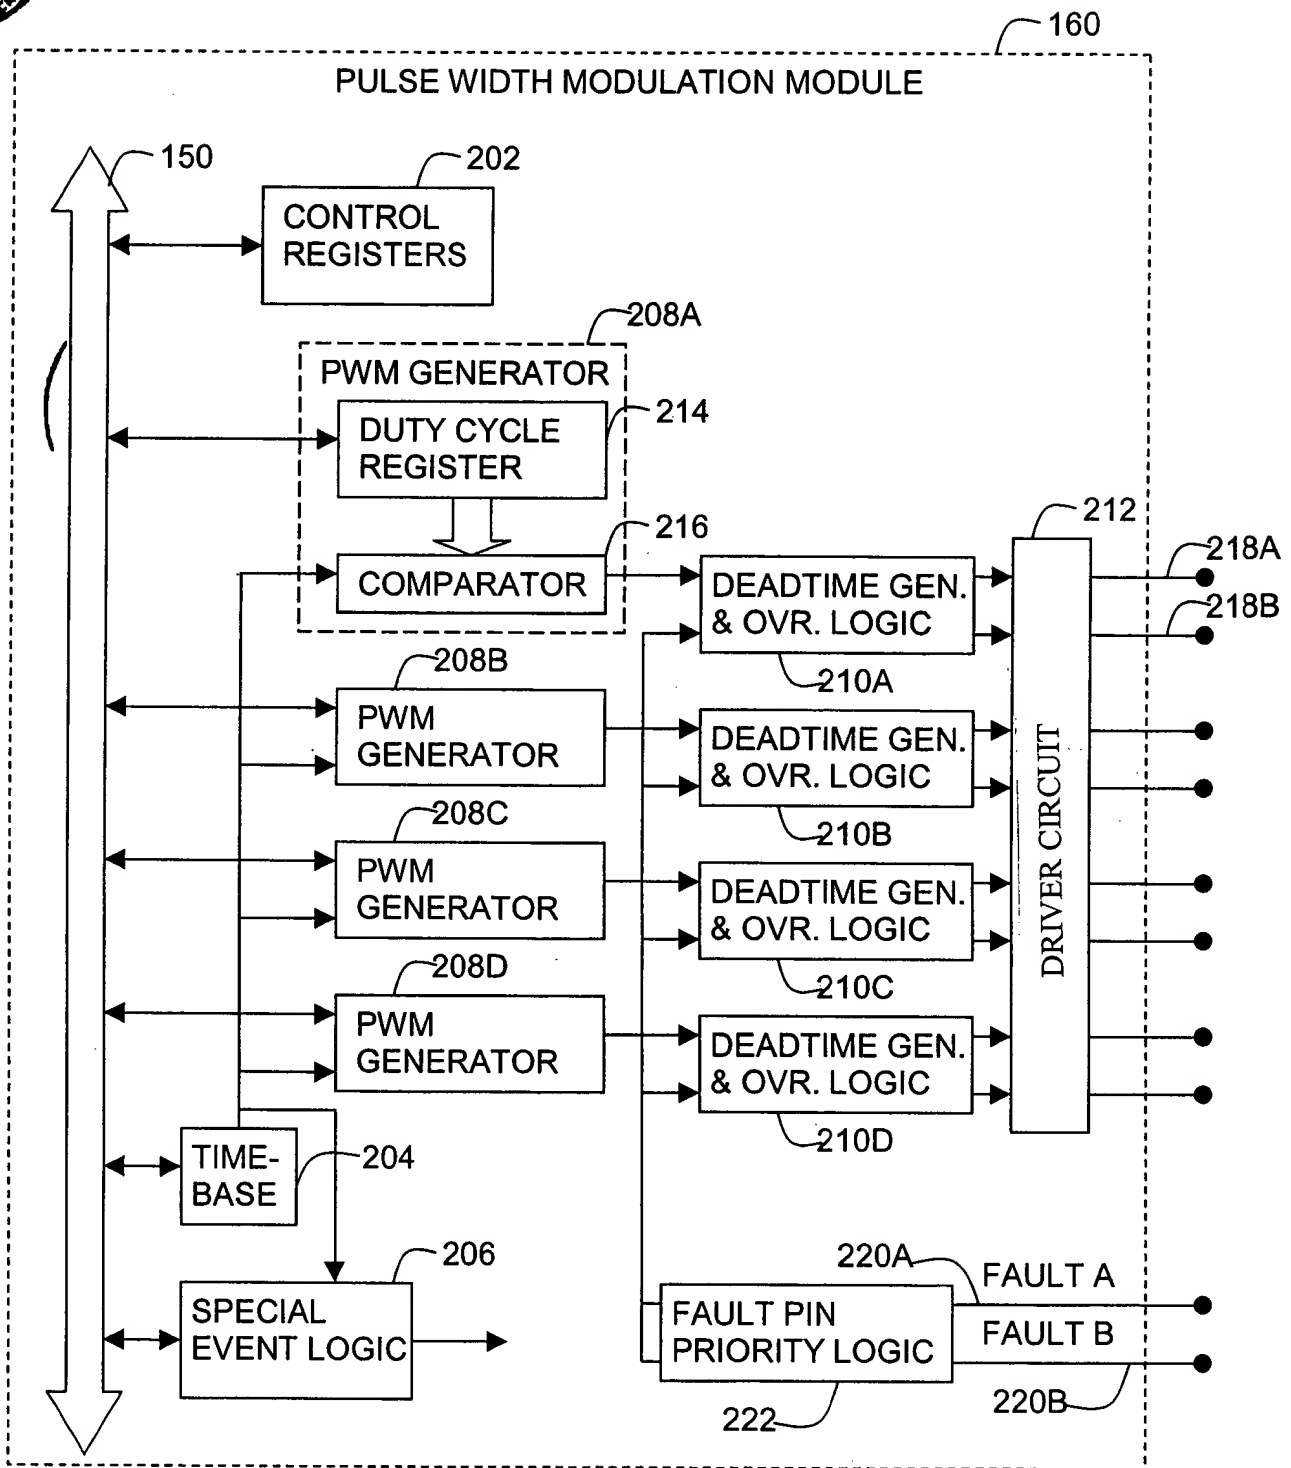 160
PULSE WIDTH MODULATION MODULE
150
202
CONTROL
REGISTERS
208A
PWM GENERATOR
214
DUTY CYCLE
REGISTER
216
COMPARATOR
212
218A
218B
DEADTIME GEN.
& OVR. LOGIC
210A
208B
PWM
GENERATOR
DEADTIME GEN.
& OVR. LOGIC
210B
208C
PWM
GENERATOR
DEADTIME GEN.
& OVR. LOGIC
210C
DRIVER CIRCUIT
208D
PWM
GENERATOR
DEADTIME GEN.
& OVR. LOGIC
210D
TIME-
BASE
204
206
SPECIAL
EVENT LOGIC
220A
FAULT A
FAULT PIN
PRIORITY LOGIC
FAULT B
220B
222